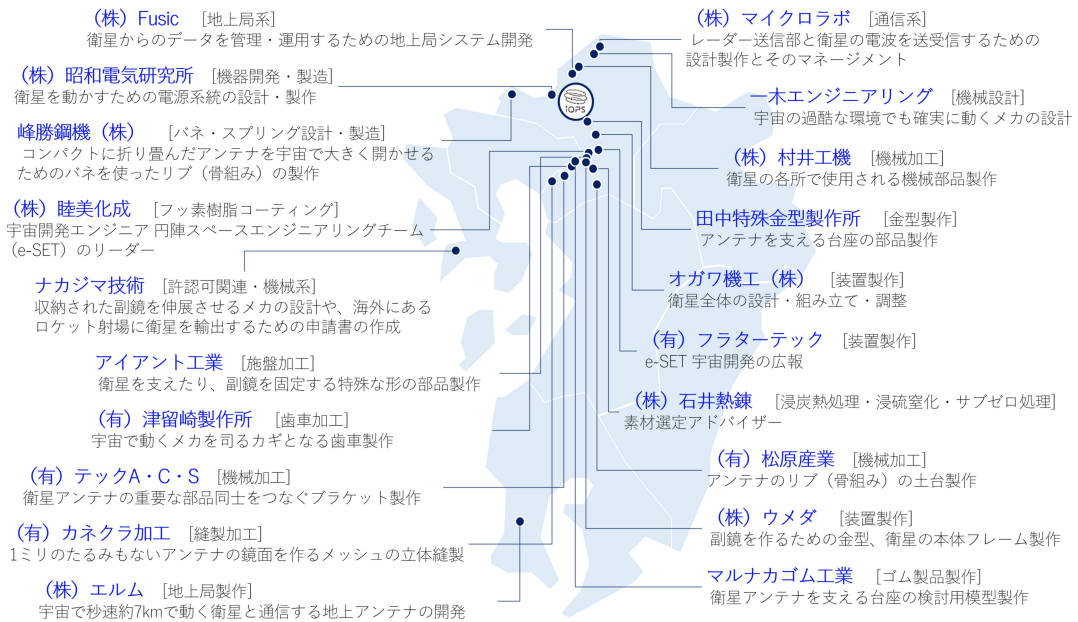 (株) Fusic [地上局系]
衛星からのデータを管理・運用するための地上局システム開発
(株) 昭和電気研究所 [機器開発・製造]
衛星を動かすための電源系統の設計・製作
峰勝鋼機 (株) [バネ・スプリング設計・製造]
コンパクトに折り畳んだアンテナを宇宙で大きく開かせる
ためのバネを使ったリブ (骨組み) の製作
(株) 睦美化成 [フッ素樹脂コーティング]
宇宙開発エンジニア 円陣スペースエンジニアリングチーム
(e-SET) のリーダー
ナカジマ技術 [許認可関連・機械系]
収納された副鏡を伸展させるメカの設計や、海外にある
ロケット射場に衛星を輸出するための申請書の作成
アイアント工業 [施盤加工]
衛星を支えたり、副鏡を固定する特殊な形の部品製作
(有) 津留崎製作所 [歯車加工]
宇宙で動くメカを司るカギとなる歯車製作
(有) テックA・C・S [機械加工]
衛星アンテナの重要な部品同士をつなぐブラケット製作
(有) カネクラ加工 [縫製加工]
1ミリのたるみもないアンテナの鏡面を作るメッシュの立体縫製
(株) エルム [地上局製作]
宇宙で秒速約7kmで動く衛星と通信する地上アンテナの開発
iQPS
(株) マイクロラボ [通信系]
レーダー送信部と衛星の電波を送受信するための
設計製作とそのマネージメント
一木エンジニアリング [機械設計]
宇宙の過酷な環境でも確実に動くメカの設計
(株) 村井工機 [機械加工]
衛星の各所で使用される機械部品製作
田中特殊金型製作所 [金型製作]
アンテナを支える台座の部品製作
オガワ機工 (株) [装置製作]
衛星全体の設計・組み立て・調整
(有) フラターテック [装置製作]
e-SET 宇宙開発の広報
(株) 石井熱錬 [浸炭熱処理・浸硫窒化・サブゼロ処理]
素材選定アドバイザー
(有) 松原産業 [機械加工]
アンテナのリブ (骨組み) の土台製作
(株) ウメダ [装置製作]
副鏡を作るための金型、衛星の本体フレーム製作
マルナカゴム工業 [ゴム製品製作]
衛星アンテナを支える台座の検討用模型製作